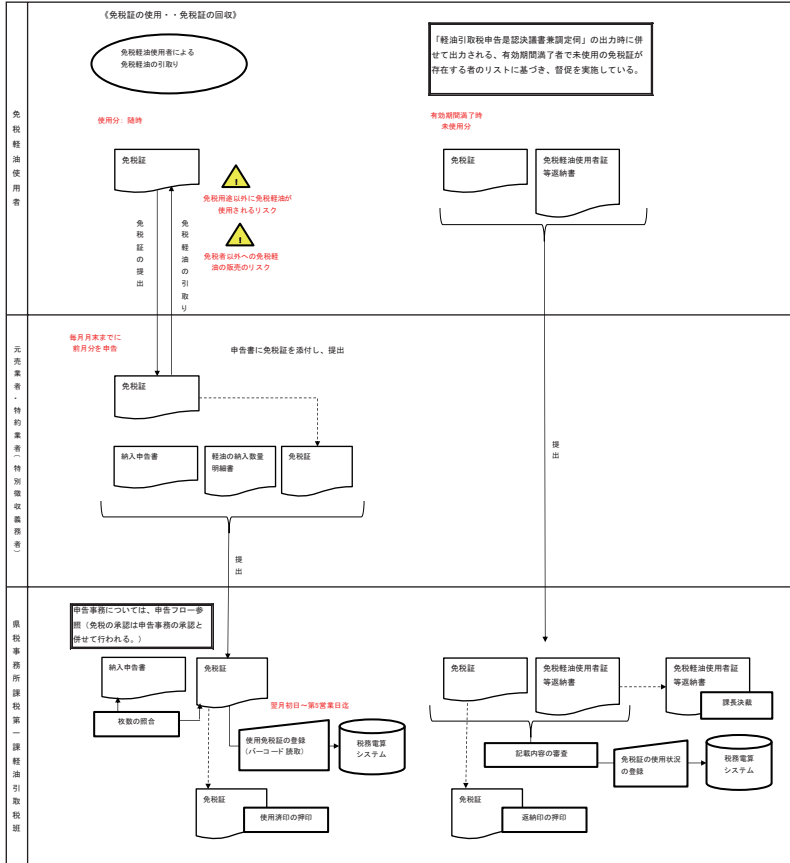 《免税証の使用・・免税証の回収》
免税軽油使用者による
免税軽油の引取り
「軽油引取税申告是認決議書兼調定伺」の出力時に併
せて出力される、有効期間満了者で未使用の免税証が
存在する者のリストに基づき、督促を実施している。
免税軽油使用者
使用分：随時
有効期間満了時
未使用分
免税証
免税証
免税軽油使用者証
等返納書
!
免税用途以外に免税軽油が
使用されるリスク
!
免税者以外への免税軽
油の販売のリスク
免税証の提出
免税軽油の引取り
元売業者・特約業者（特別徴収義務者）
毎月月末までに
前月分を申告
申告書に免税証を添付し、提出
免税証
納入申告書
軽油の納入数量
明細書
免税証
提出
提出
県税事務所課税第一課軽油引取税班
申告事務については、申告フロー参
照（免税の承認は申告事務の承認と
併せて行われる。）
納入申告書
免税証
枚数の照合
翌月初日～第5営業日迄
使用免税証の登録
(バーコード読取)
税務電算
システム
免税証
使用済印の押印
免税証
免税軽油使用者証
等返納書
免税軽油使用者証
等返納書
課長決裁
記載内容の審査
免税証の使用状況
の登録
税務電算
システム
免税証
返納印の押印